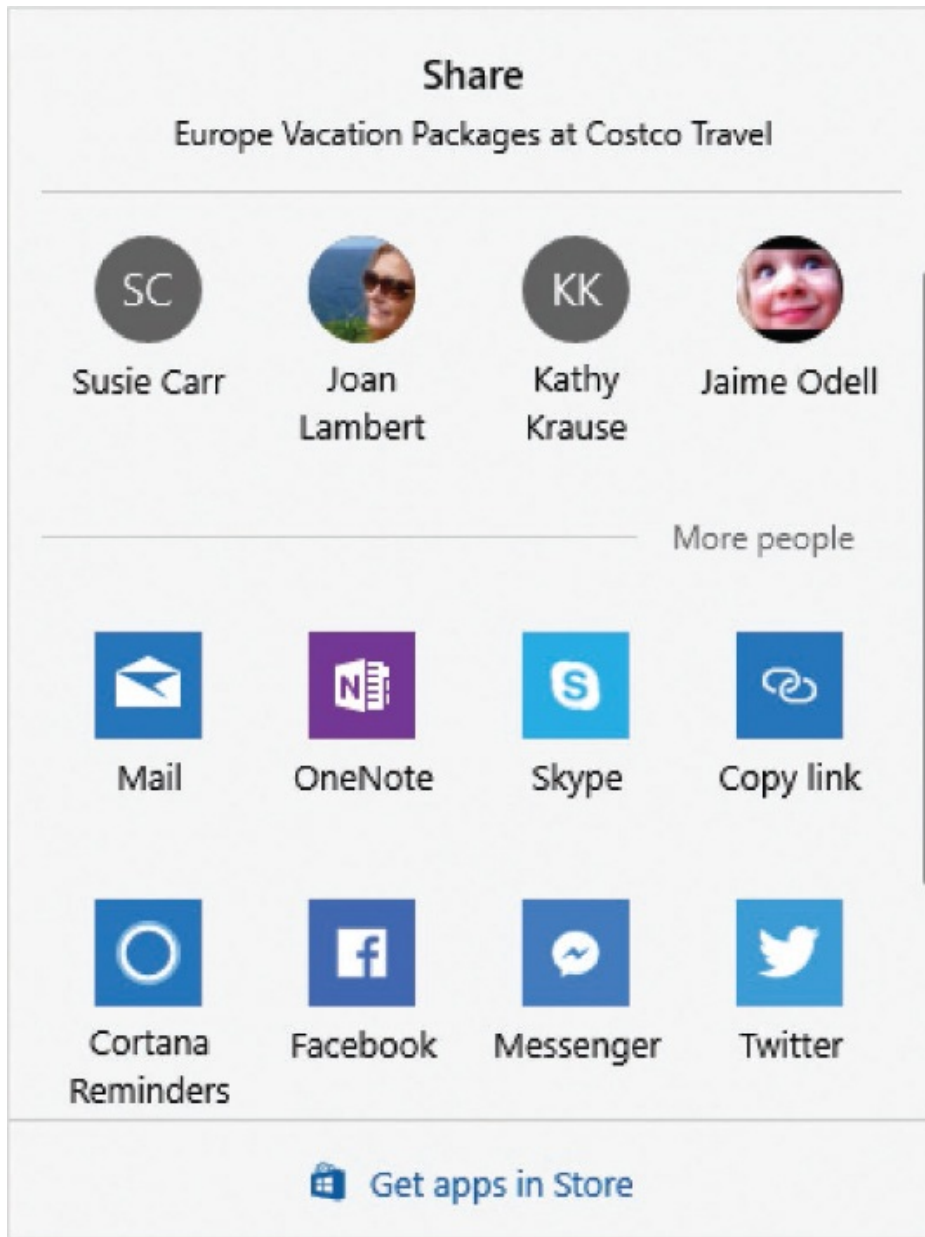 Share
Europe Vacation Packages at Costco Travel
SC
KK
Susie Carr
Joan Lambert
Kathy Krause
Jaime Odell
More people
N
S
Mail
OneNote
Skype
Copy link
f
Cortana Reminders
Facebook
Messenger
Twitter
Get apps in Store